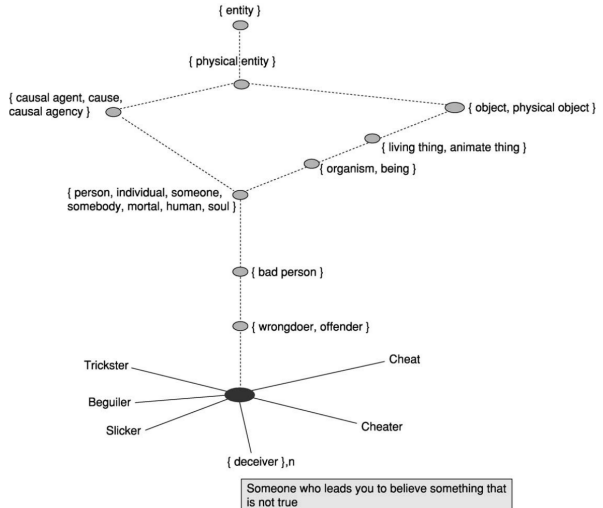 { entity }
{ physical entity }
{ causal agent, cause,
causal agency }
{ object, physical object }
{ living thing, animate thing }
{ organism, being }
{ person, individual, someone,
somebody, mortal, human, soul }
{ bad person }
{ wrongdoer, offender }
Trickster
Cheat
Beguiler
Slicker
Cheater
{ deceiver },n
Someone who leads you to believe something that
is not true